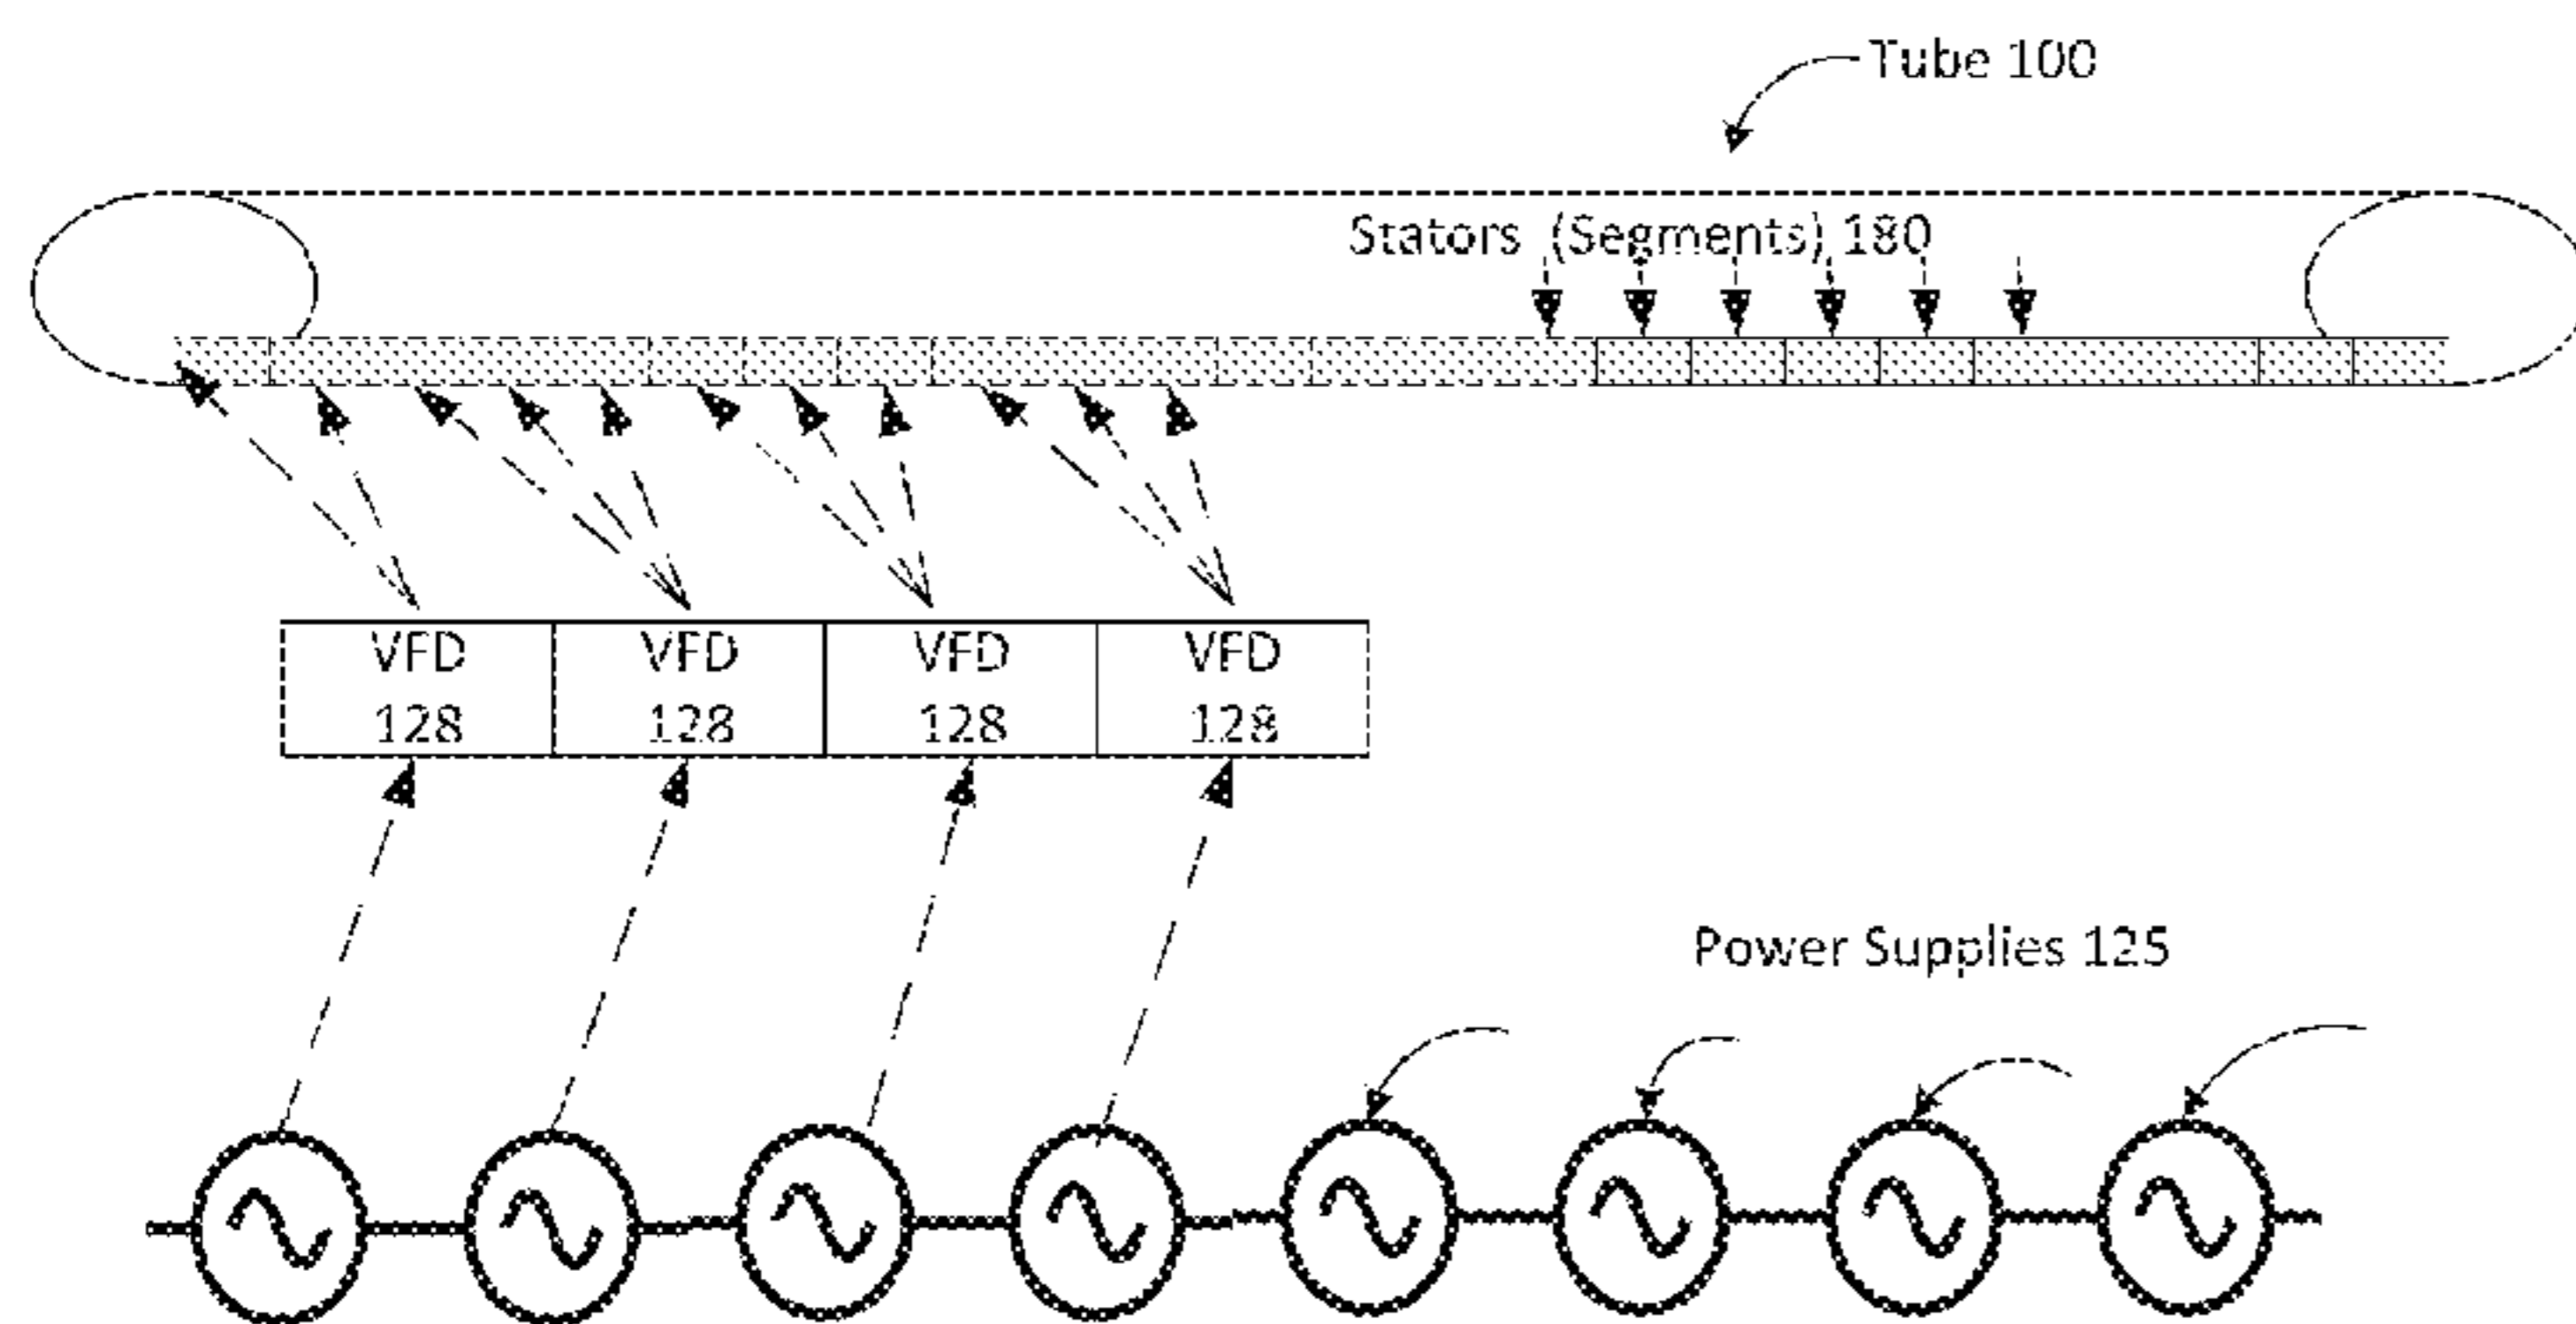 Tube 100
Stators (Segments) 180
VFD VFD VFD VFD
128 128 128 128
Power Supplies 125